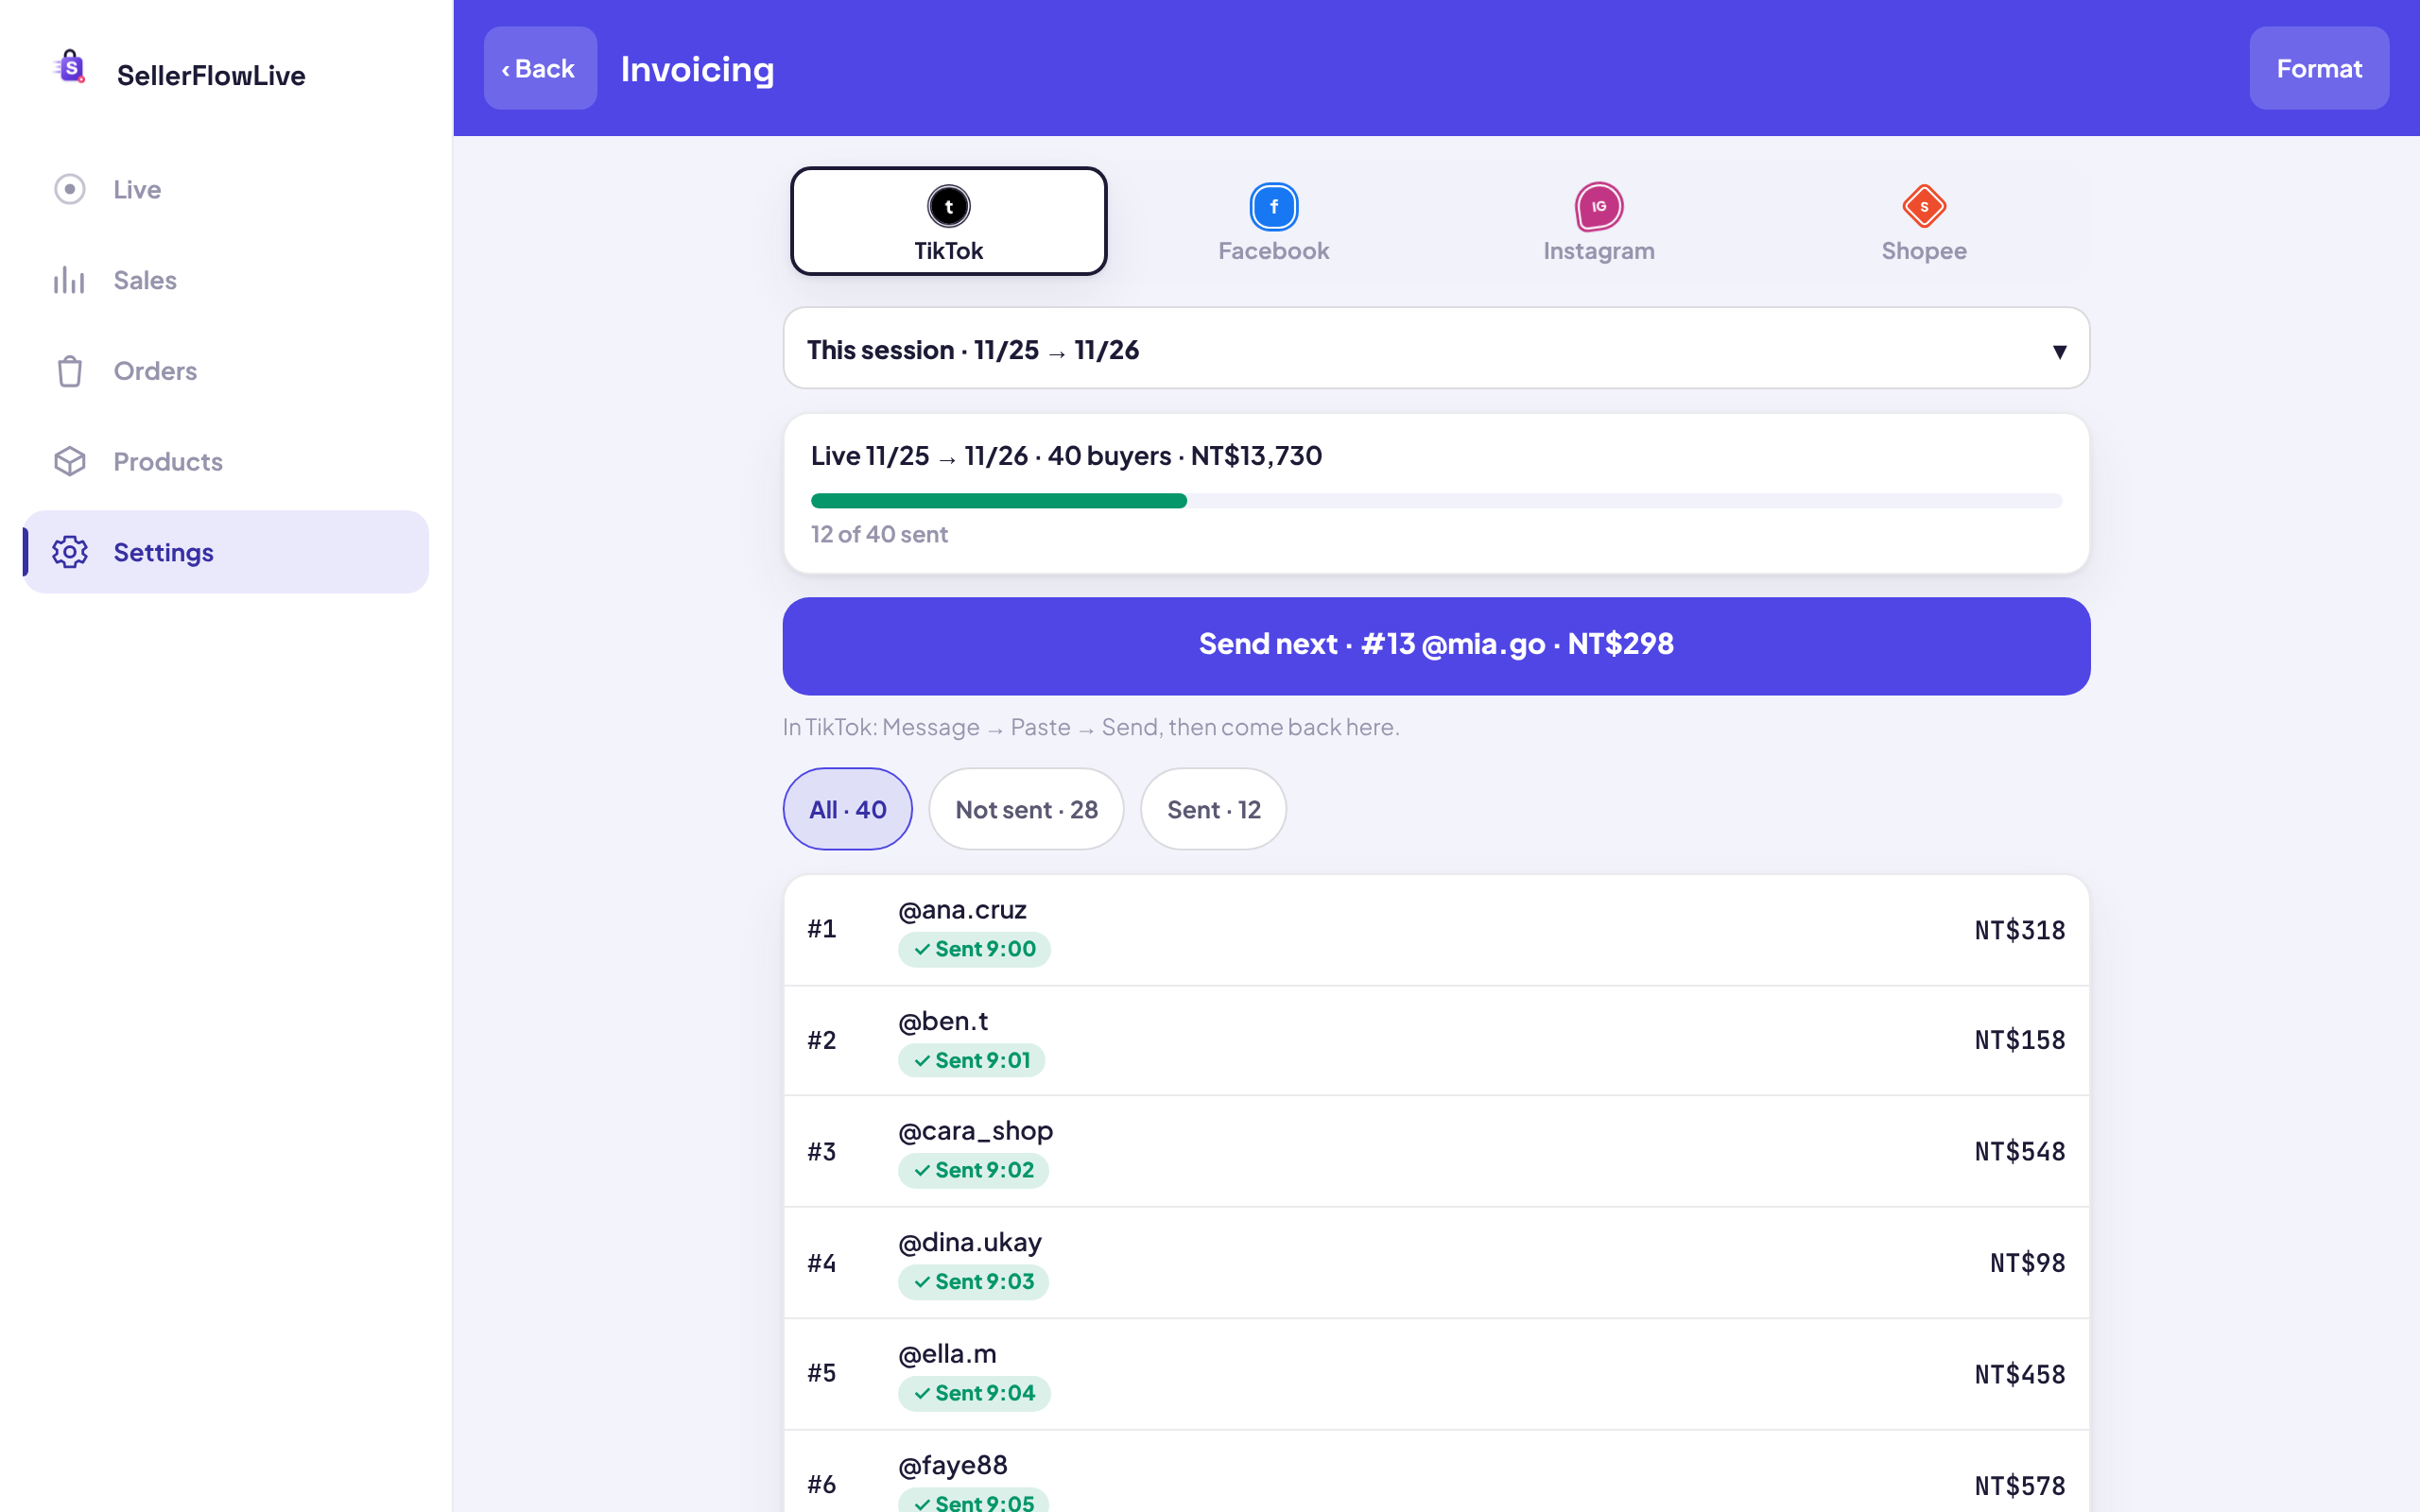 SellerFlowLive
Live
Sales
Orders
Products
Settings
‹ Back
Invoicing
Format
t
TikTok
f
Facebook
IG
Instagram
S
Shopee
This session · 11/25 → 11/26 ▼
Live 11/25 → 11/26 · 40 buyers · NT$13,730
12 of 40 sent
Send next · #13 @mia.go · NT$298
In TikTok: Message → Paste → Send, then come back here.
All · 40
Not sent · 28
Sent · 12
#1 @ana.cruz NT$318
✓ Sent 9:00
#2 @ben.t NT$158
✓ Sent 9:01
#3 @cara_shop NT$548
✓ Sent 9:02
#4 @dina.ukay NT$98
✓ Sent 9:03
#5 @ella.m NT$458
✓ Sent 9:04
#6 @faye88 NT$578
✓ Sent 9:05